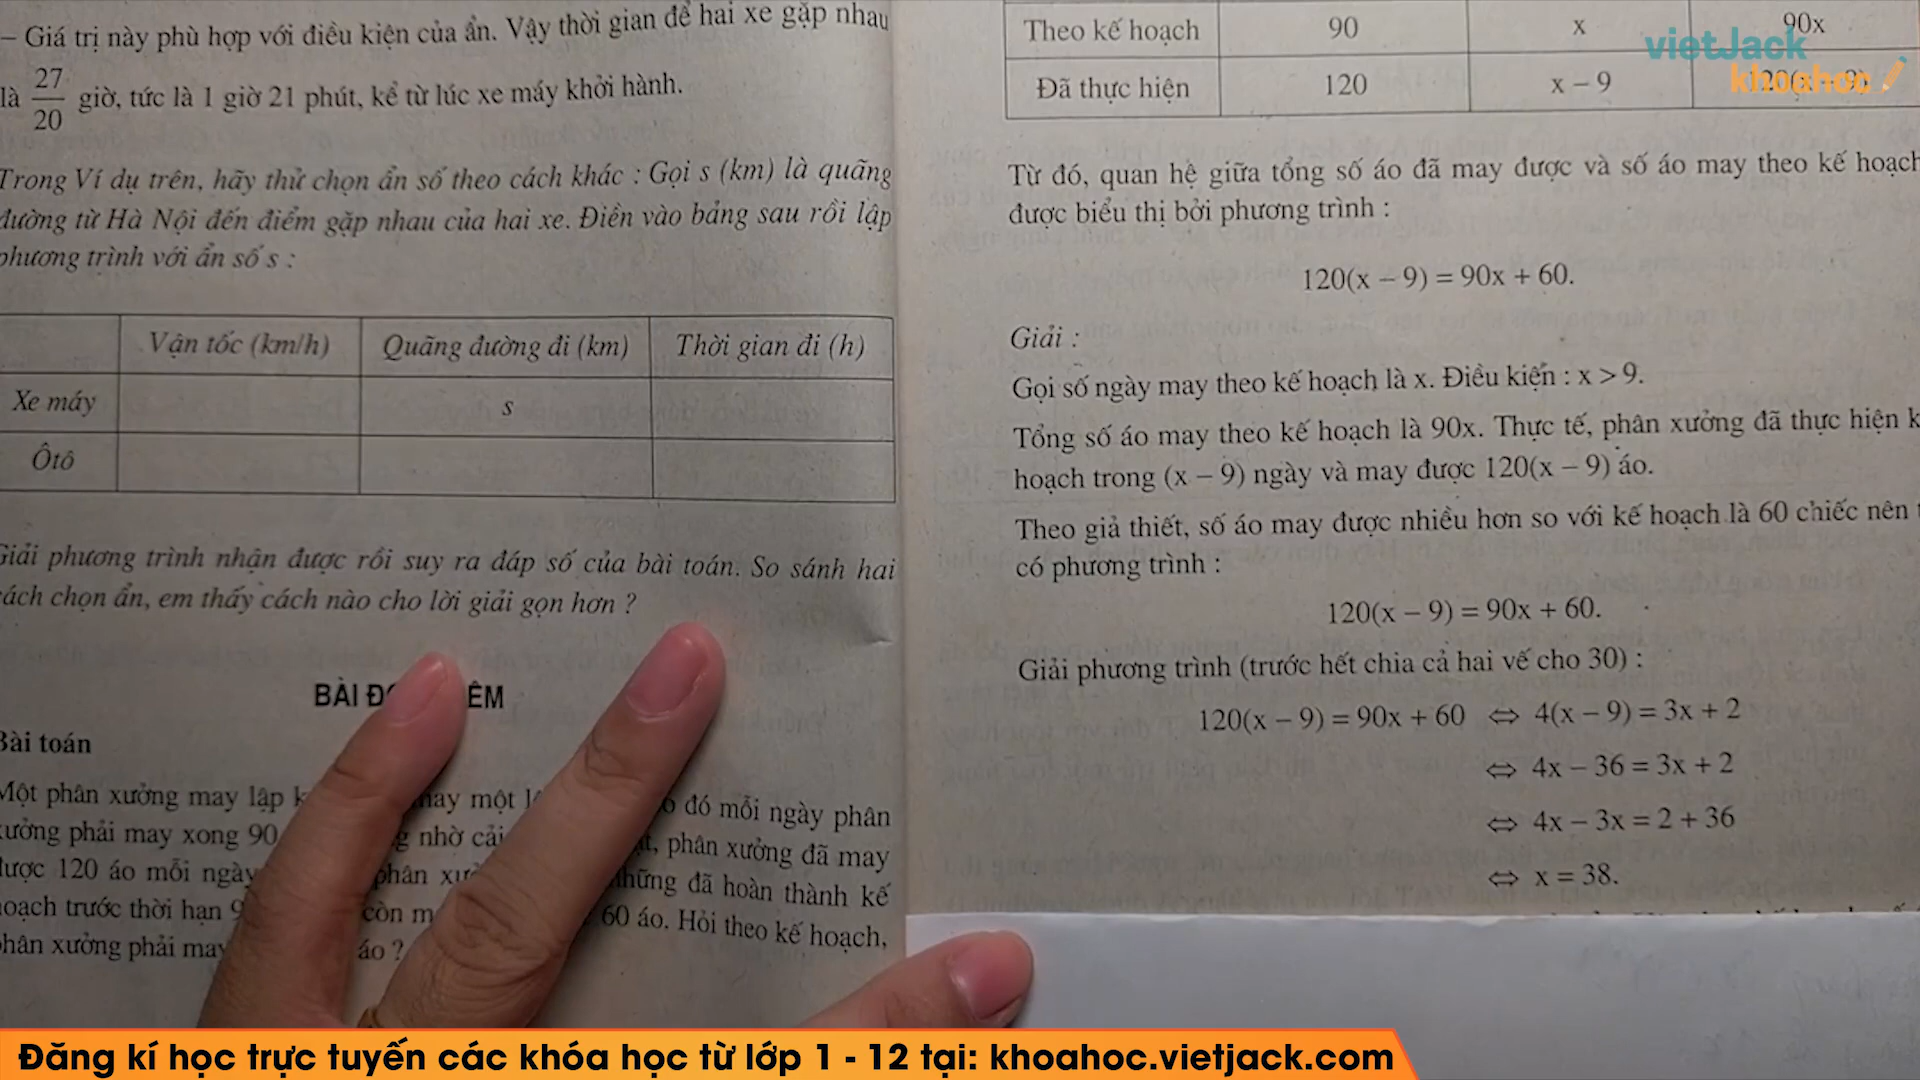 – Giá trị này phù hợp với điều kiện của ẩn. Vậy thời gian để hai xe gặp nhau
là 27/20 giờ, tức là 1 giờ 21 phút, kể từ lúc xe máy khởi hành.
Trong Ví dụ trên, hãy thử chọn ẩn số theo cách khác : Gọi s (km) là quãng
đường từ Hà Nội đến điểm gặp nhau của hai xe. Điền vào bảng sau rồi lập
phương trình với ẩn số s :
Vận tốc (km/h) Quãng đường đi (km) Thời gian đi (h)
Xe máy s
Ôtô
Giải phương trình nhận được rồi suy ra đáp số của bài toán. So sánh hai
cách chọn ẩn, em thấy cách nào cho lời giải gọn hơn ?
BÀI
Bài toán
Một phân xưởng may lập may một đó mỗi ngày phân
xưởng phải may xong 90 nhờ cải phân xưởng đã may
được 120 áo mỗi ngày phân những đã hoàn thành kế
hoạch trước thời hạn 9 còn 60 áo. Hỏi theo kế hoạch,
phân xưởng phải may áo ?
Theo kế hoạch 90 x 90x
Đã thực hiện 120 x – 9
Từ đó, quan hệ giữa tổng số áo đã may được và số áo may theo kế hoạch
được biểu thị bởi phương trình :
120(x – 9) = 90x + 60.
Giải :
Gọi số ngày may theo kế hoạch là x. Điều kiện : x > 9.
Tổng số áo may theo kế hoạch là 90x. Thực tế, phân xưởng đã thực hiện k
hoạch trong (x – 9) ngày và may được 120(x – 9) áo.
Theo giả thiết, số áo may được nhiều hơn so với kế hoạch là 60 chiếc nên
có phương trình :
120(x – 9) = 90x + 60.
Giải phương trình (trước hết chia cả hai vế cho 30) :
120(x – 9) = 90x + 60 ⇔ 4(x – 9) = 3x + 2
⇔ 4x – 36 = 3x + 2
⇔ 4x – 3x = 2 + 36
⇔ x = 38.
vietJack
khoahoc
Đăng kí học trực tuyến các khóa học từ lớp 1 - 12 tại: khoahoc.vietjack.com